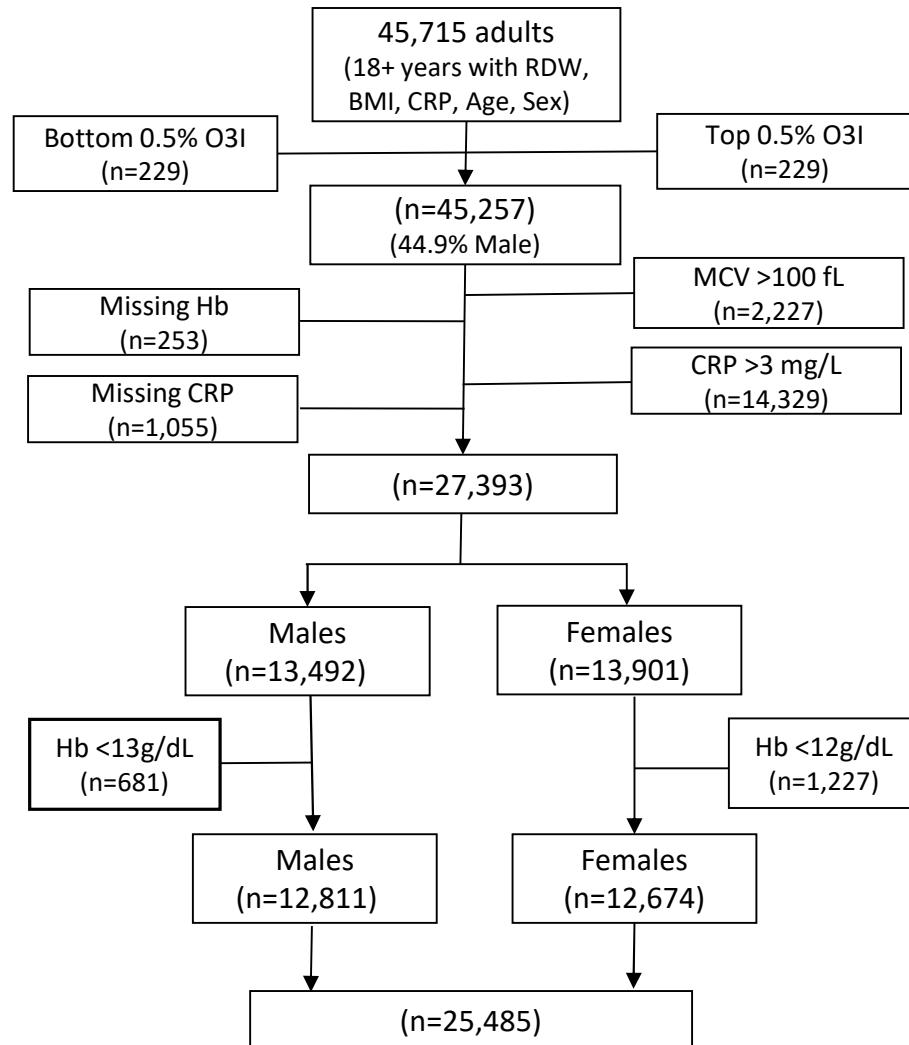 45,715 adults
(18+ years with RDW,
BMI, CRP, Age, Sex)
Bottom 0.5% O3I
(n=229)
Top 0.5% O3I
(n=229)
(n=45,257)
(44.9% Male)
MCV >100 fL
(n=2,227)
Missing Hb
(n=253)
CRP >3 mg/L
(n=14,329)
Missing CRP
(n=1,055)
(n=27,393)
Males
(n=13,492)
Females
(n=13,901)
Hb <13g/dL
(n=681)
Hb <12g/dL
(n=1,227)
Males
(n=12,811)
Females
(n=12,674)
(n=25,485)